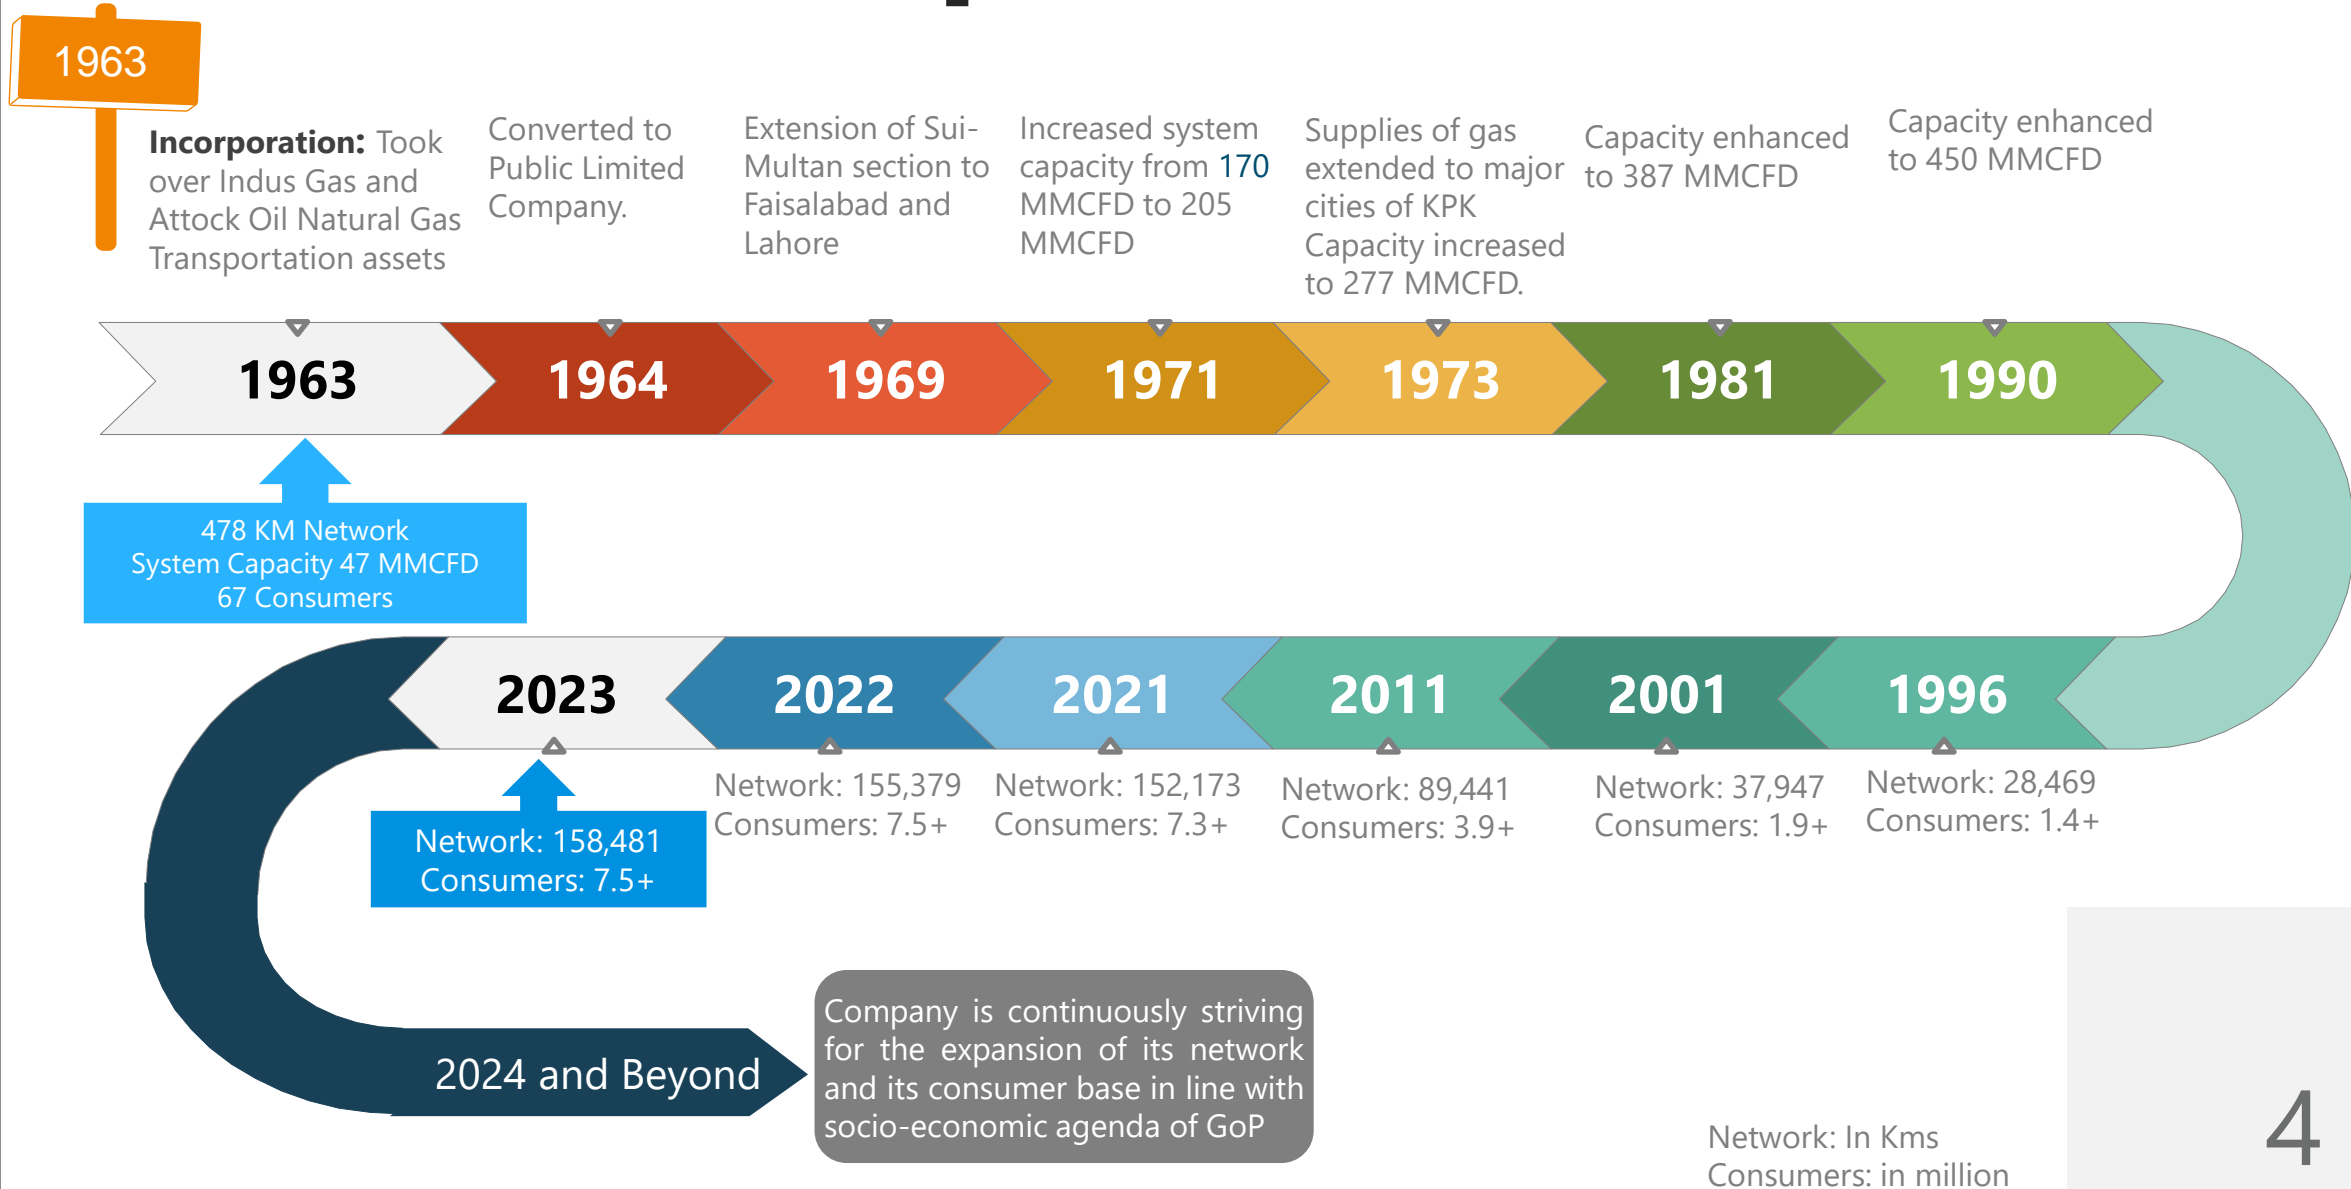 1963
Incorporation: Took
over Indus Gas and
Attock Oil Natural Gas
Transportation assets
Converted to
Public Limited
Company.
Extension of Sui-
Multan section to
Faisalabad and
Lahore
Increased system
capacity from 170
MMCFD to 205
MMCFD
Supplies of gas
extended to major
cities of KPK
Capacity increased
to 277 MMCFD.
Capacity enhanced
to 387 MMCFD
Capacity enhanced
to 450 MMCFD
1963
1964
1969
1971
1973
1981
1990
478 KM Network
System Capacity 47 MMCFD
67 Consumers
2023
2022
2021
2011
2001
1996
Network: 158,481
Consumers: 7.5+
Network: 155,379
Consumers: 7.5+
Network: 152,173
Consumers: 7.3+
Network: 89,441
Consumers: 3.9+
Network: 37,947
Consumers: 1.9+
Network: 28,469
Consumers: 1.4+
2024 and Beyond
Company is continuously striving
for the expansion of its network
and its consumer base in line with
socio-economic agenda of GoP
Network: In Kms
Consumers: in million
4